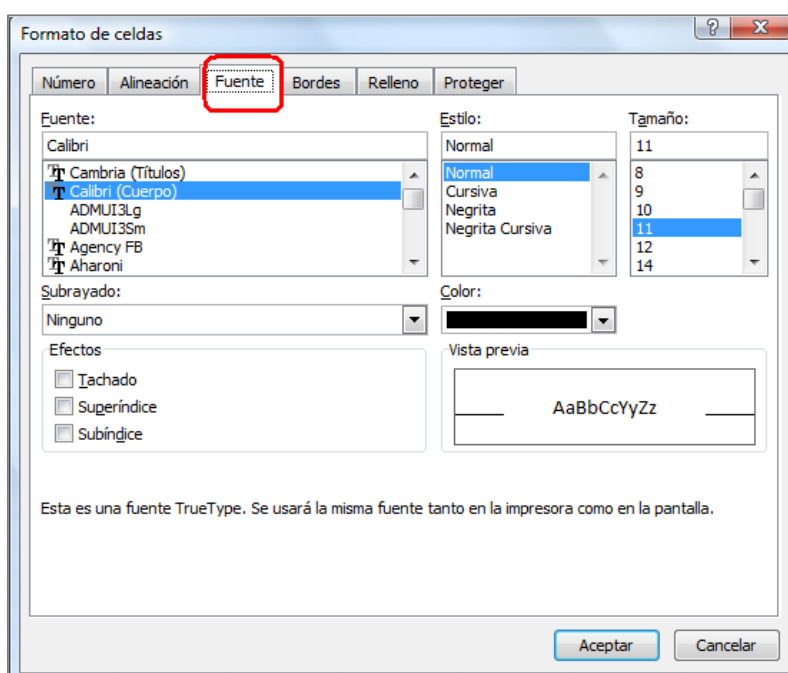 Formato de celdas
?
X
Número Alineación Fuente Bordes Relleno Proteger
Fuente: Estilo: Tamaño:
Calibri Normal 11
Cambria (Títulos) Normal 8
Calibri (Cuerpo) Cursiva 9
ADMUI3Lg Negrita 10
ADMUI3Sm Negrita Cursiva 11
Agency FB 12
Aharoni 14
Subrayado: Color:
Ninguno
Efectos Vista previa
Tachado
Superíndice AaBbCcYyZz
Subíndice
Esta es una fuente TrueType. Se usará la misma fuente tanto en la impresora como en la pantalla.
Aceptar Cancelar